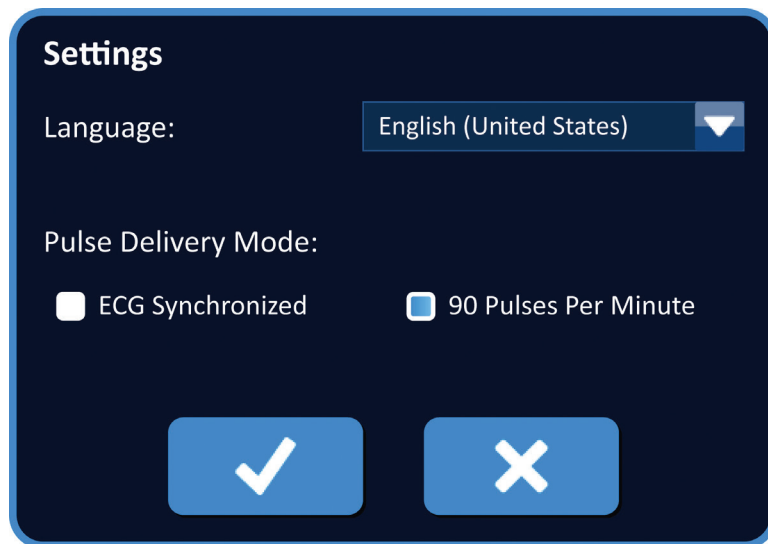 Settings
Language:
English (United States)
Pulse Delivery Mode:
ECG Synchronized
90 Pulses Per Minute